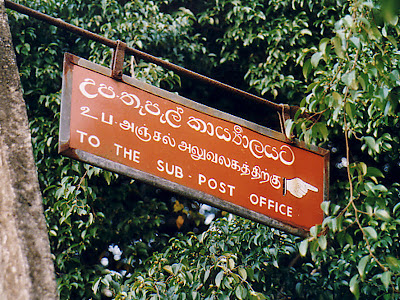 උප තැපැල් කාර්‍ය්‍යාලයට
உப அஞ்சல் அலுவலகத்திற்கு
TO THE SUB-POST OFFICE